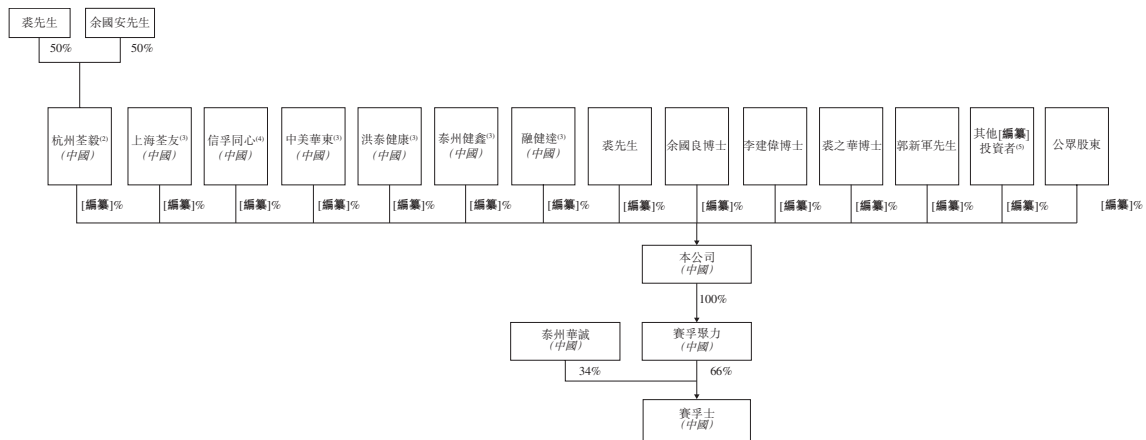 裘先生
余國安先生
50%
50%
杭州荃毅(2)
(中國)
上海荃友(3)
(中國)
信孚同心(4)
(中國)
中美華東(3)
(中國)
洪泰健康(3)
(中國)
泰州健鑫(3)
(中國)
融健達(3)
(中國)
裘先生
余國良博士
李建偉博士
裘之華博士
郭新軍先生
其他[編纂]
投資者(5)
公眾股東
[編纂]%
[編纂]%
[編纂]%
[編纂]%
[編纂]%
[編纂]%
[編纂]%
[編纂]%
[編纂]%
[編纂]%
[編纂]%
[編纂]%
[編纂]%
[編纂]%
本公司
(中國)
100%
泰州華誠
(中國)
賽孚聚力
(中國)
34%
66%
賽孚士
(中國)